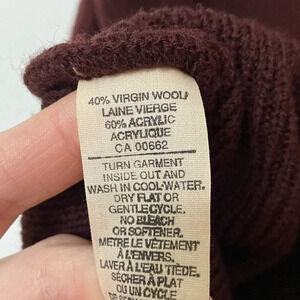 40% VIRGIN WOOL/
LAINE VIERGE
60% ACRYLIC
ACRYLIQUE
CA 00662
TURN GARMENT
INSIDE OUT AND
WASH IN COOL WATER.
DRY FLAT OR
GENTLE CYCLE.
NO BLEACH
OR SOFTENER.
METRE LE VÊTEMENT
À L'ENVERS.
LAVER À L'EAU TIÈDE.
SÉCHER À PLAT
OU UN CYCLE